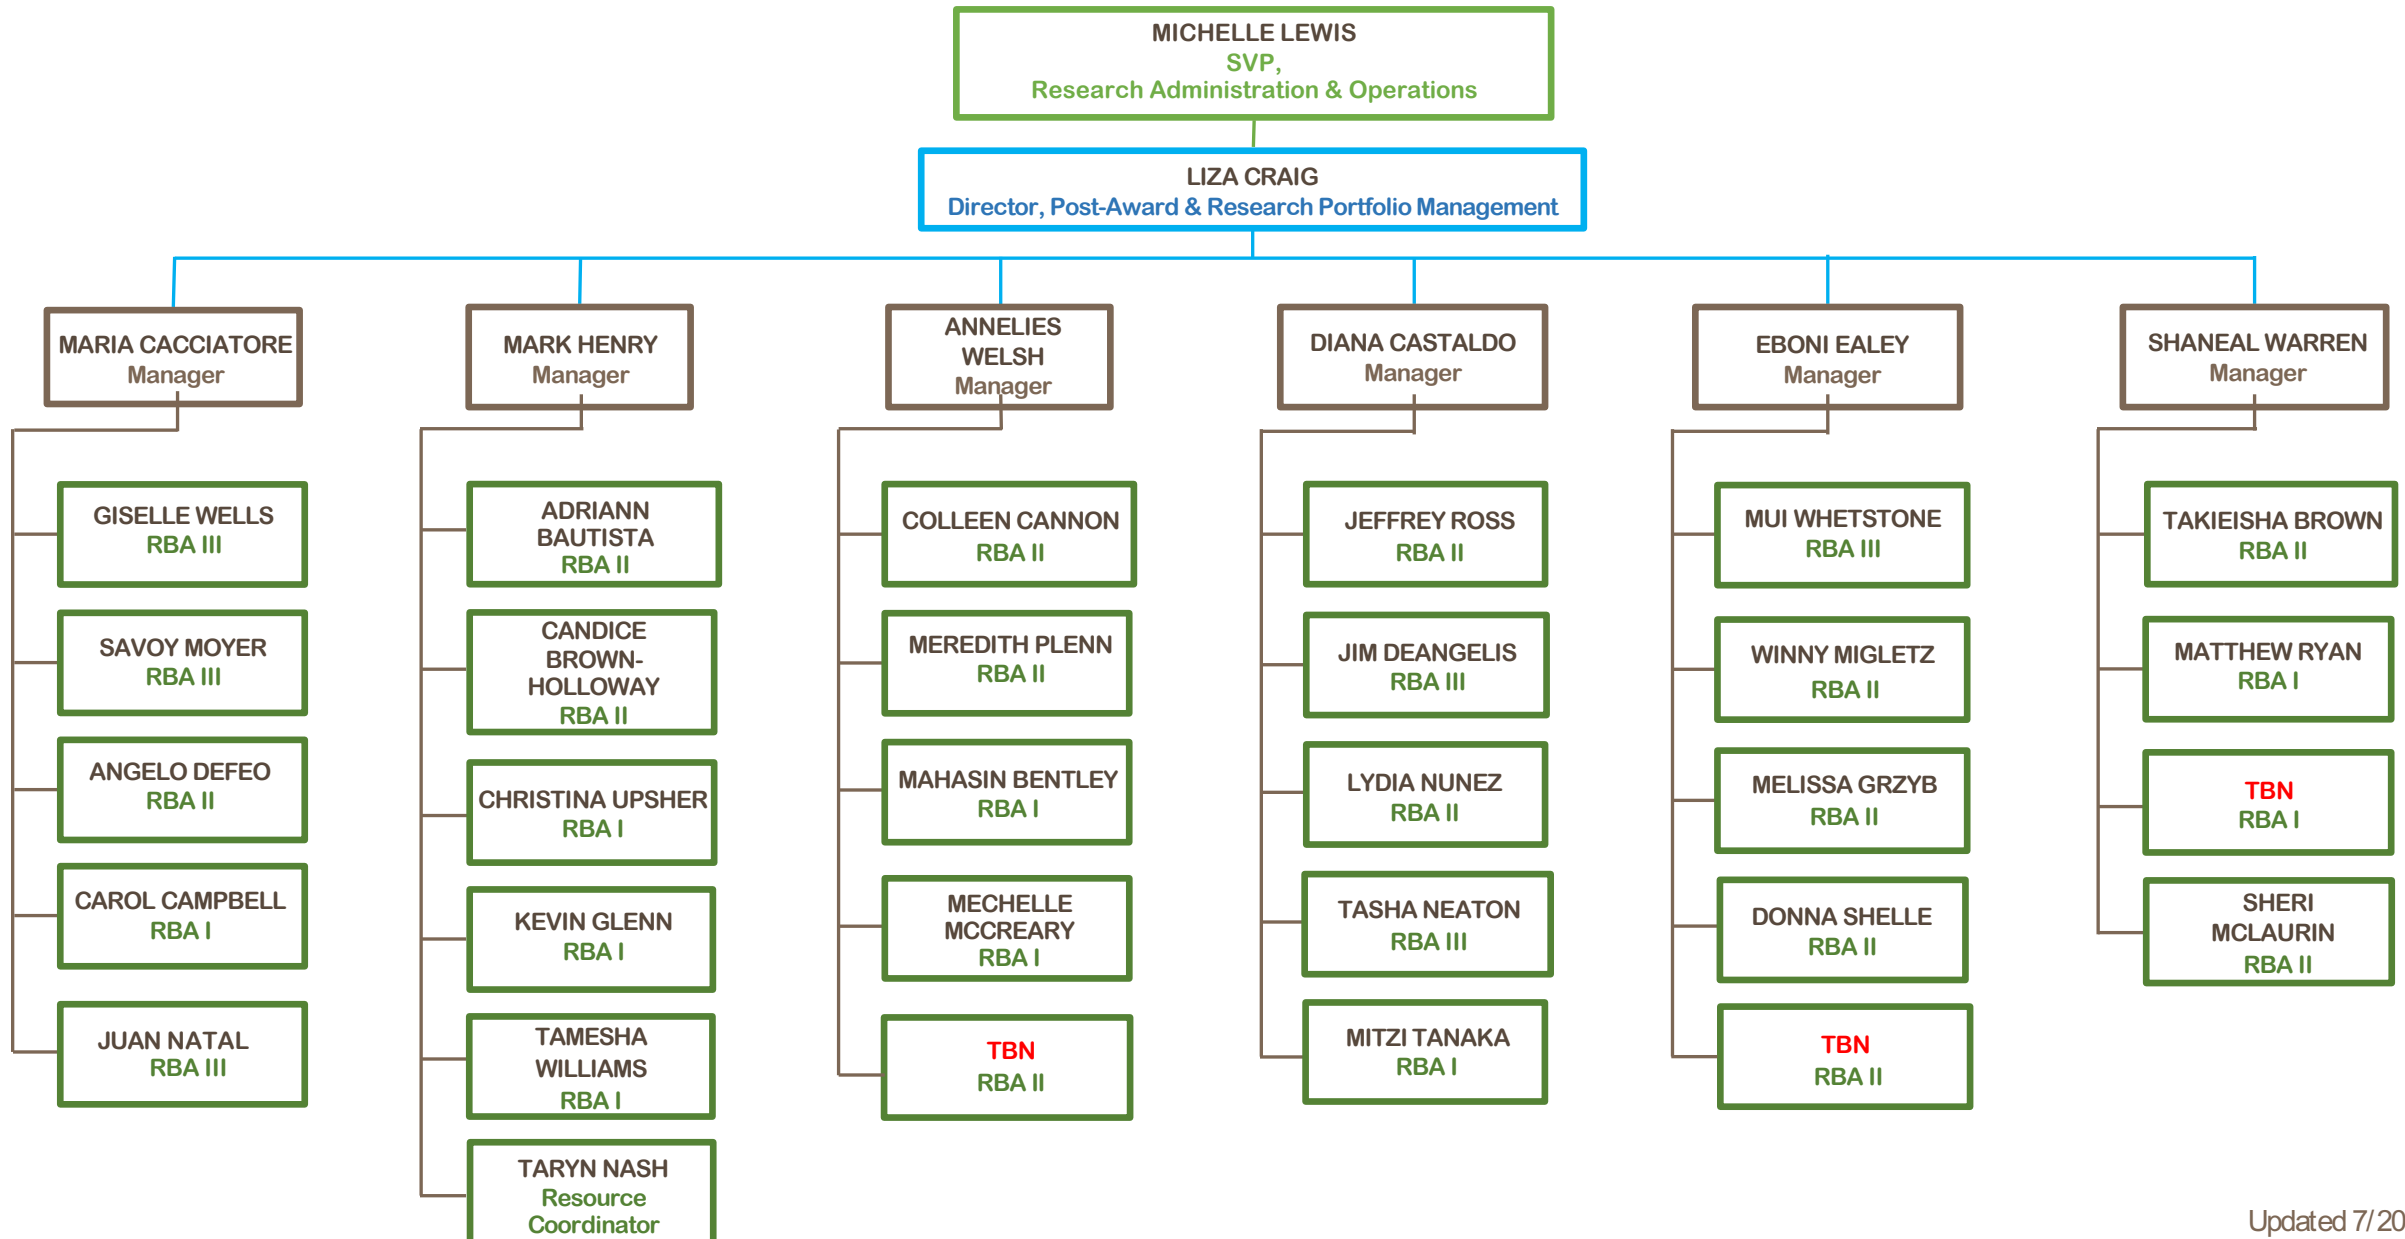 MICHELLE LEWIS
SVP,
Research Administration & Operations
LIZA CRAIG
Director, Post-Award & Research Portfolio Management
MARIA CACCIATORE
Manager
GISELLE WELLS
RBA III
SAVOY MOYER
RBA III
ANGELO DEFEO
RBA II
CAROL CAMPBELL
RBA I
JUAN NATAL
RBA III
MARK HENRY
Manager
ADRIANN
BAUTISTA
RBA II
CANDICE
BROWN-
HOLLOWAY
RBA II
CHRISTINA UPSHER
RBA I
KEVIN GLENN
RBA I
TAMESHA
WILLIAMS
RBA I
TARYN NASH
Resource
Coordinator
ANNELIES
WELSH
Manager
COLLEEN CANNON
RBA II
MEREDITH PLENN
RBA II
MAHASIN BENTLEY
RBA I
MECHELLE
MCCREARY
RBA I
TBN
RBA II
DIANA CASTALDO
Manager
JEFFREY ROSS
RBA II
JIM DEANGELIS
RBA III
LYDIA NUNEZ
RBA II
TASHA NEATON
RBA III
MITZI TANAKA
RBA I
EBONI EALEY
Manager
MUI WHETSTONE
RBA III
WINNY MIGLETZ
RBA II
MELISSA GRZYB
RBA II
DONNA SHELLE
RBA II
TBN
RBA II
SHANEAL WARREN
Manager
TAKIEISHA BROWN
RBA II
MATTHEW RYAN
RBA I
TBN
RBA I
SHERI
MCLAURIN
RBA II
Updated 7/20